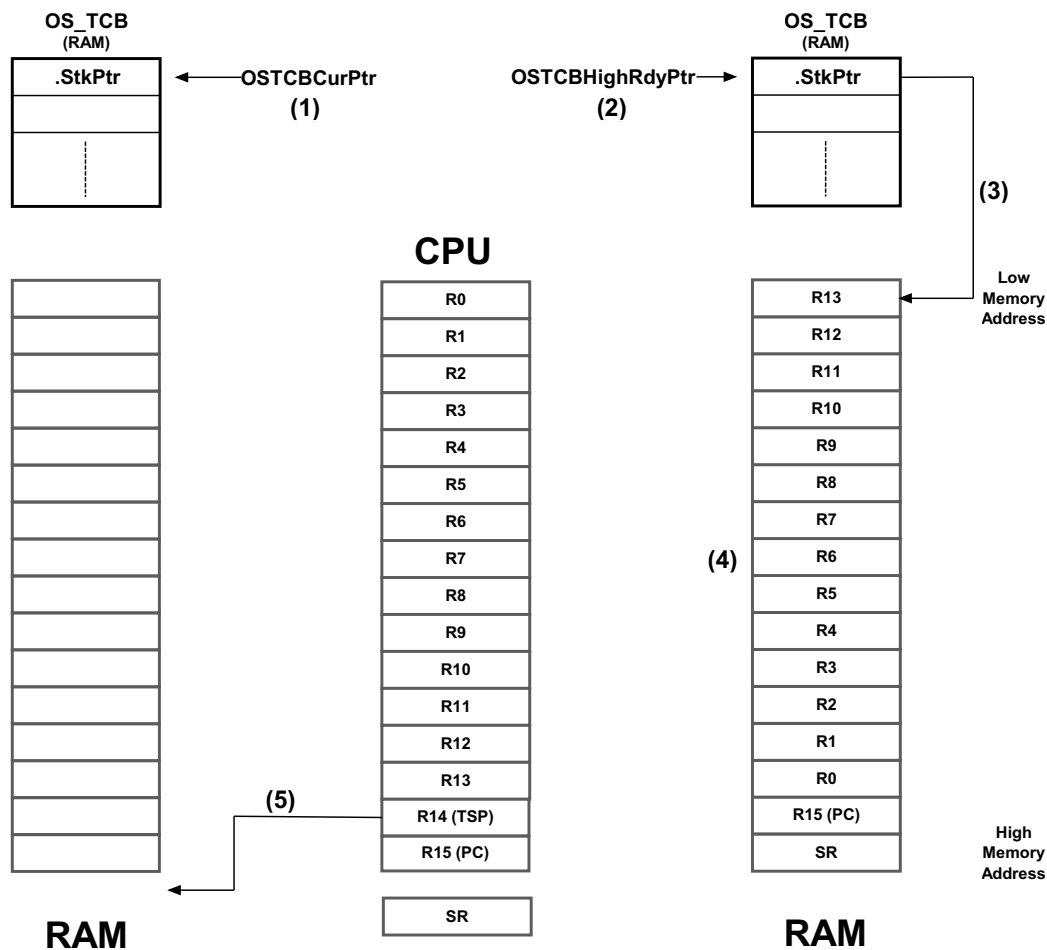 OS_TCB
(RAM)
.StkPtr
OSTCBCurPtr
(1)
OSTCBHighRdyPtr
(2)
OS_TCB
(RAM)
.StkPtr
(3)
CPU
R0
R1
R2
R3
R4
R5
R6
R7
R8
R9
R10
R11
R12
R13
R14 (TSP)
R15 (PC)
SR
(5)
RAM
(4)
R13
R12
R11
R10
R9
R8
R7
R6
R5
R4
R3
R2
R1
R0
R15 (PC)
SR
RAM
Low
Memory
Address
High
Memory
Address